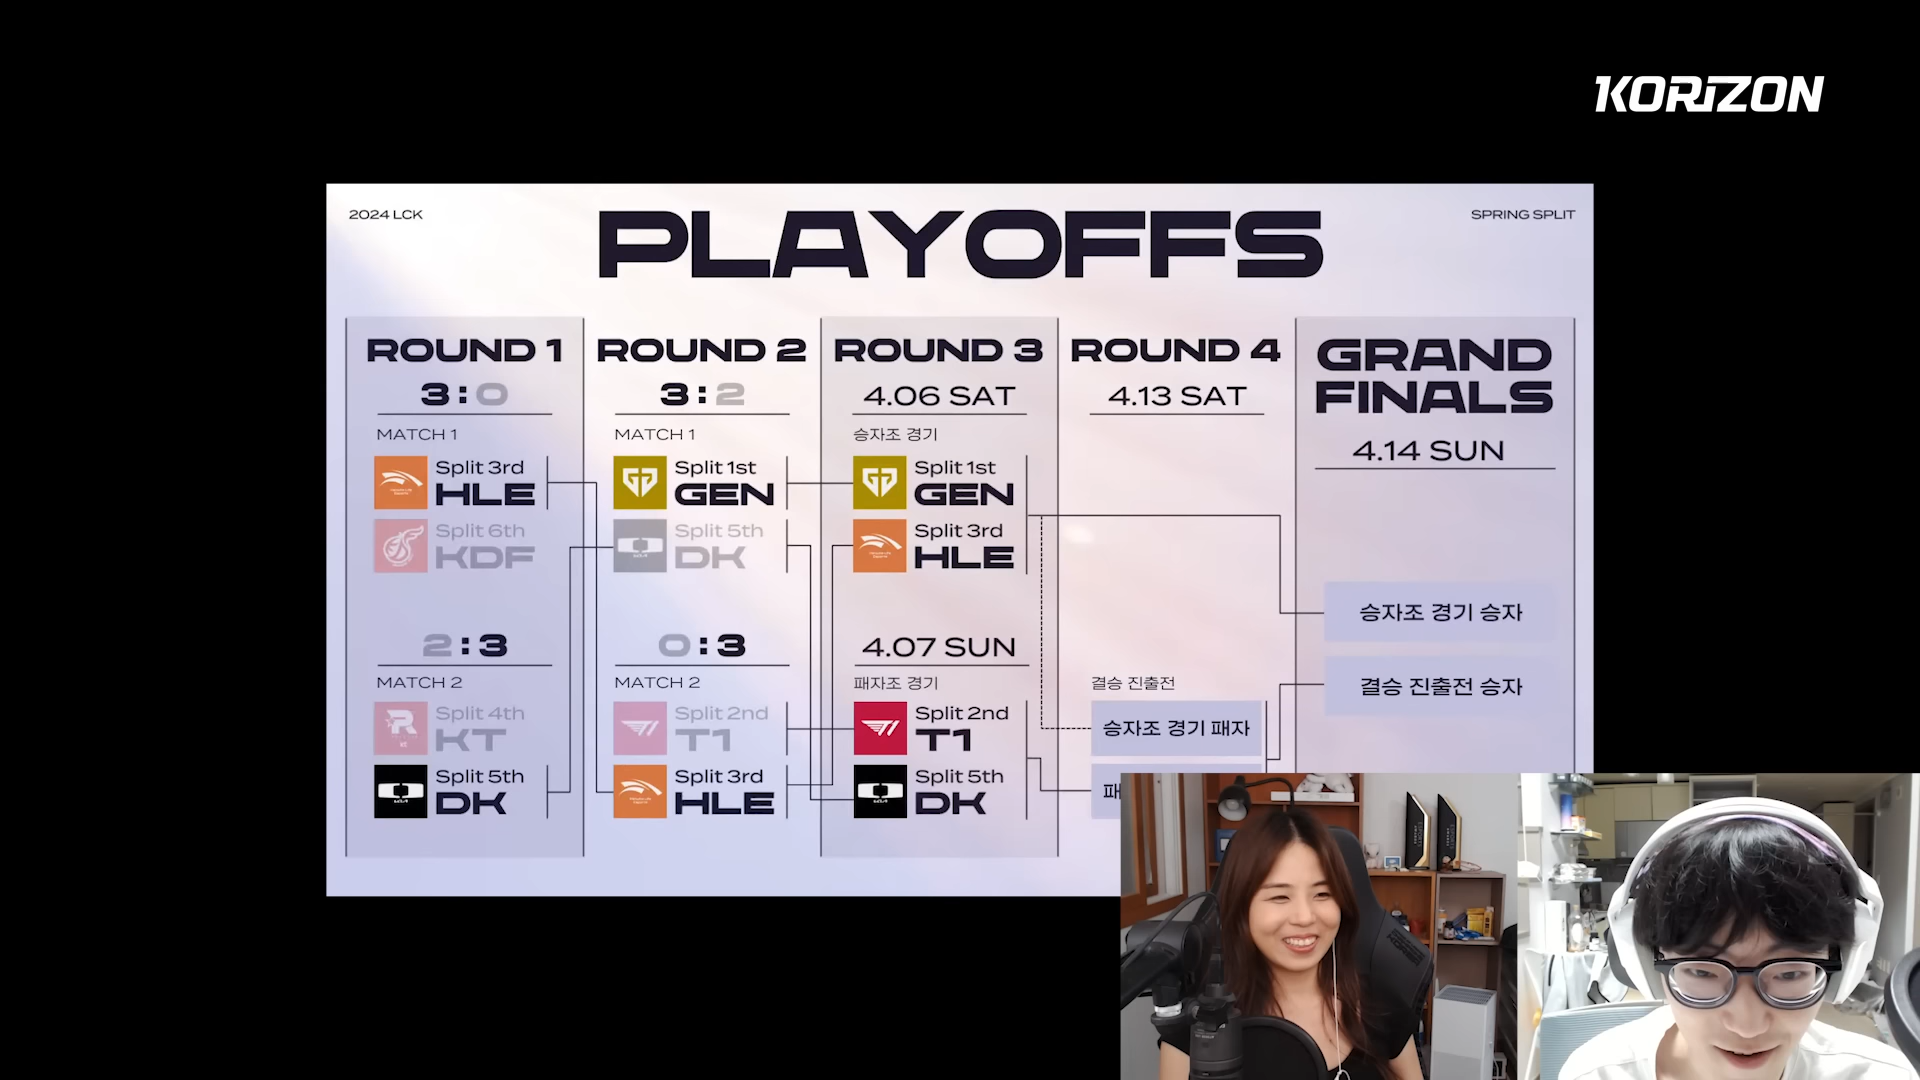 KORIZON
2024 LCK
SPRING SPLIT
PLAYOFFS
ROUND 1
3:0
MATCH 1
Split 3rd
HLE
Split 6th
KDF
2:3
MATCH 2
Split 4th
KT
Split 5th
DK
ROUND 2
3:2
MATCH 1
Split 1st
GEN
Split 5th
DK
0:3
MATCH 2
Split 2nd
T1
Split 3rd
HLE
ROUND 3
4.06 SAT
승자조 경기
Split 1st
GEN
Split 3rd
HLE
4.07 SUN
패자조 경기
Split 2nd
T1
Split 5th
DK
ROUND 4
4.13 SAT
결승 진출전
승자조 경기 패자
패
GRAND
FINALS
4.14 SUN
승자조 경기 승자
결승 진출전 승자